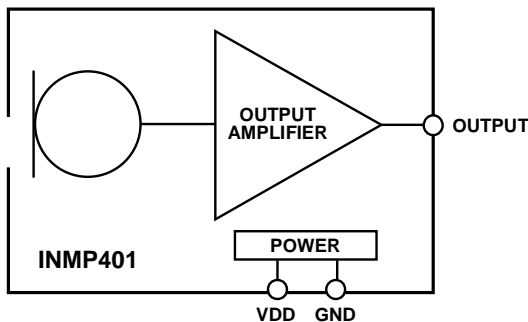 OUTPUT
AMPLIFIER
OUTPUT
POWER
INMP401
VDD GND